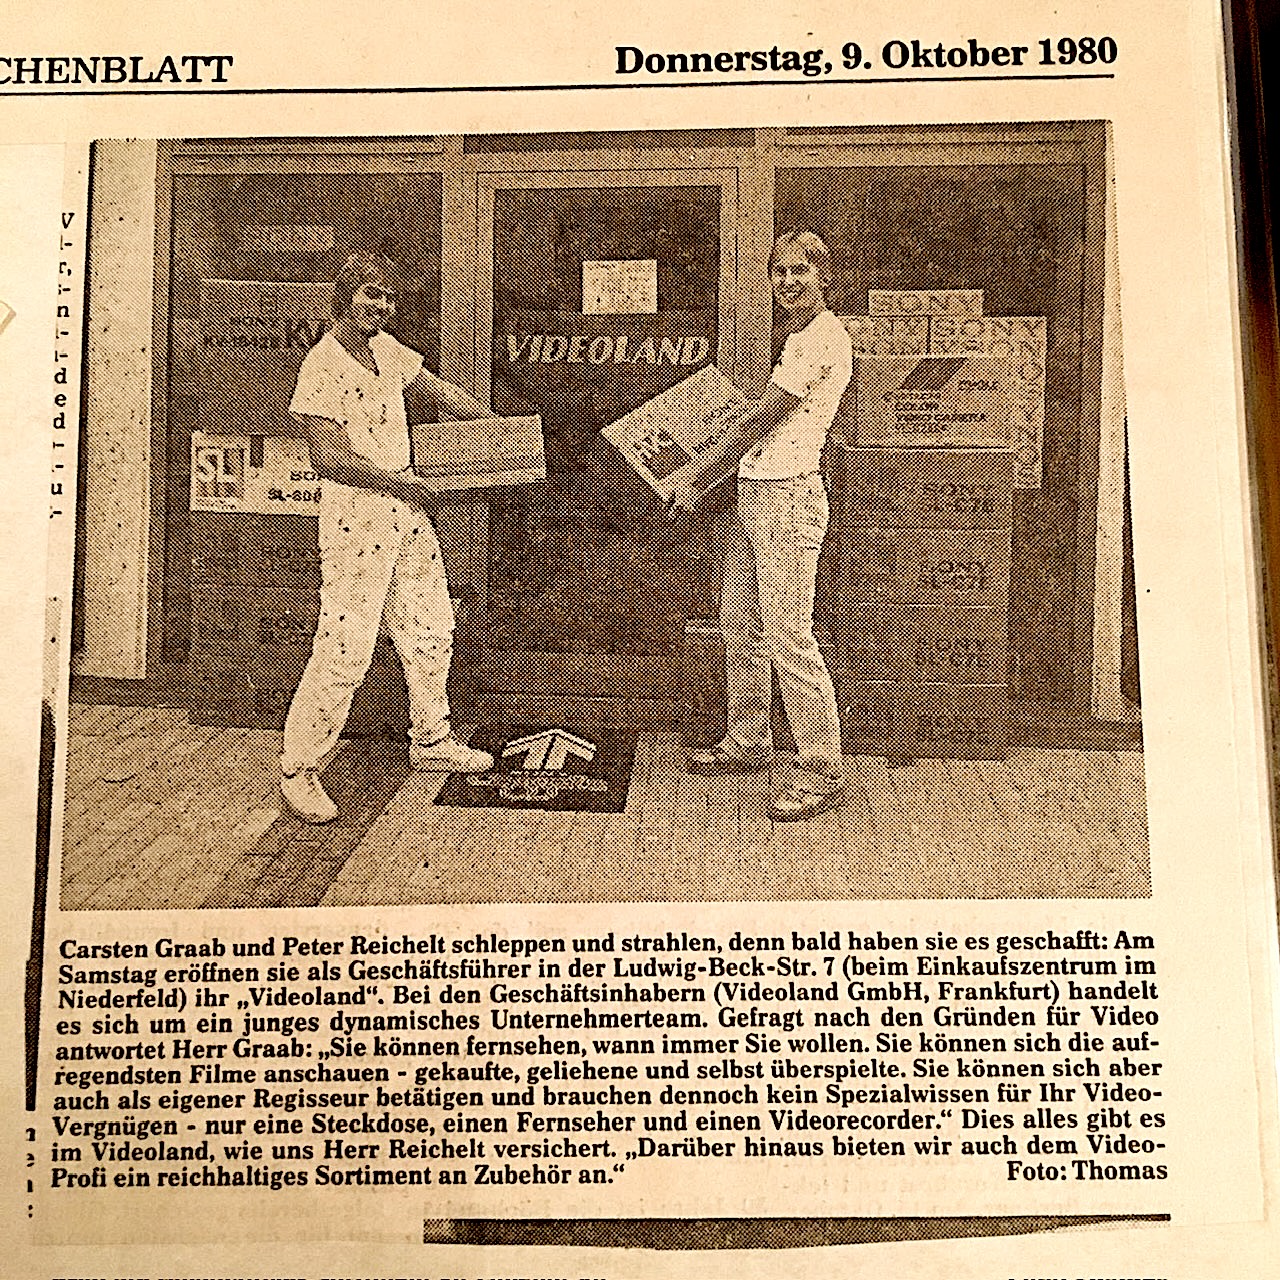 CHENBLATT
Donnerstag, 9. Oktober 1980
VIDEOLAND
SONY
SONY
SONY
SL
SONY
SONY
SONY
SONY
Carsten Graab und Peter Reichelt schleppen und strahlen, denn bald haben sie es geschafft: Am
Samstag eröffnen sie als Geschäftsführer in der Ludwig-Beck-Str. 7 (beim Einkaufszentrum im
Niederfeld) ihr „Videoland“. Bei den Geschäftsinhabern (Videoland GmbH, Frankfurt) handelt
es sich um ein junges dynamisches Unternehmerteam. Gefragt nach den Gründen für Video
antwortet Herr Graab: „Sie können fernsehen, wann immer Sie wollen. Sie können sich die auf-
regendsten Filme anschauen - gekaufte, geliehene und selbst überspielte. Sie können sich aber
auch als eigener Regisseur betätigen und brauchen dennoch kein Spezialwissen für Ihr Video-
Vergnügen - nur eine Steckdose, einen Fernseher und einen Videorecorder.“ Dies alles gibt es
im Videoland, wie uns Herr Reichelt versichert. „Darüber hinaus bieten wir auch dem Video-
Profi ein reichhaltiges Sortiment an Zubehör an.“ Foto: Thomas